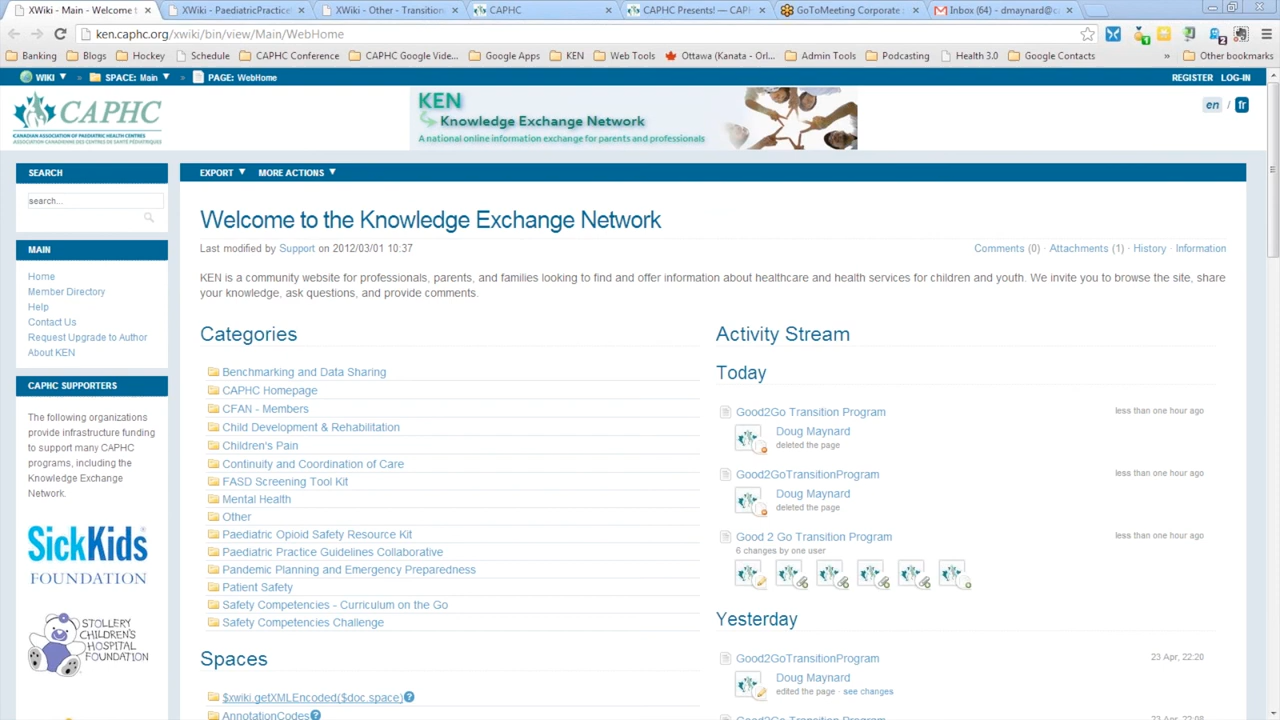 XWiki - Main - Welcome t
XWiki - PaediatricPractice
XWiki - Other - Transition
CAPHC
CAPHC Presents! — CAP
GoToMeeting Corporate
Inbox (64) - dmaynard@c
ken.caphc.org/xwiki/bin/view/Main/WebHome
Banking
Blogs
Hockey
Schedule
CAPHC Conference
CAPHC Google Vide...
Google Apps
KEN
Web Tools
Ottawa (Kanata - Orl...
Admin Tools
Podcasting
Health 3.0
Google Contacts
»
Other bookmarks
WIKI » SPACE: Main » PAGE: WebHome
REGISTER LOG-IN
CAPHC
CANADIAN ASSOCIATION OF PAEDIATRIC HEALTH CENTRES
ASSOCIATION CANADIENNE DES CENTRES DE SANTÉ PÉDIATRIQUES
KEN
Knowledge Exchange Network
A national online information exchange for parents and professionals
en / fr
SEARCH
search...
MAIN
Home
Member Directory
Help
Contact Us
Request Upgrade to Author
About KEN
CAPHC SUPPORTERS
The following organizations
provide infrastructure funding
to support many CAPHC
programs, including the
Knowledge Exchange
Network.
SickKids®
FOUNDATION
STOLLERY
CHILDREN'S
HOSPITAL
FOUNDATION
EXPORT MORE ACTIONS
Welcome to the Knowledge Exchange Network
Last modified by Support on 2012/03/01 10:37
Comments (0) · Attachments (1) · History · Information
KEN is a community website for professionals, parents, and families looking to find and offer information about healthcare and health services for children and youth. We invite you to browse the site, share
your knowledge, ask questions, and provide comments.
Categories
Benchmarking and Data Sharing
CAPHC Homepage
CFAN - Members
Child Development & Rehabilitation
Children's Pain
Continuity and Coordination of Care
FASD Screening Tool Kit
Mental Health
Other
Paediatric Opioid Safety Resource Kit
Paediatric Practice Guidelines Collaborative
Pandemic Planning and Emergency Preparedness
Patient Safety
Safety Competencies - Curriculum on the Go
Safety Competencies Challenge
Spaces
$xwiki.getXMLEncoded($doc.space)?
AnnotationCodes?
Activity Stream
Today
Good2Go Transition Program
less than one hour ago
Doug Maynard
deleted the page
Good2GoTransitionProgram
less than one hour ago
Doug Maynard
deleted the page
Good 2 Go Transition Program
less than one hour ago
6 changes by one user
Yesterday
Good2GoTransitionProgram
23 Apr, 22:20
Doug Maynard
edited the page - see changes
Good2GoTransitionProgram
23 Apr, 22:08